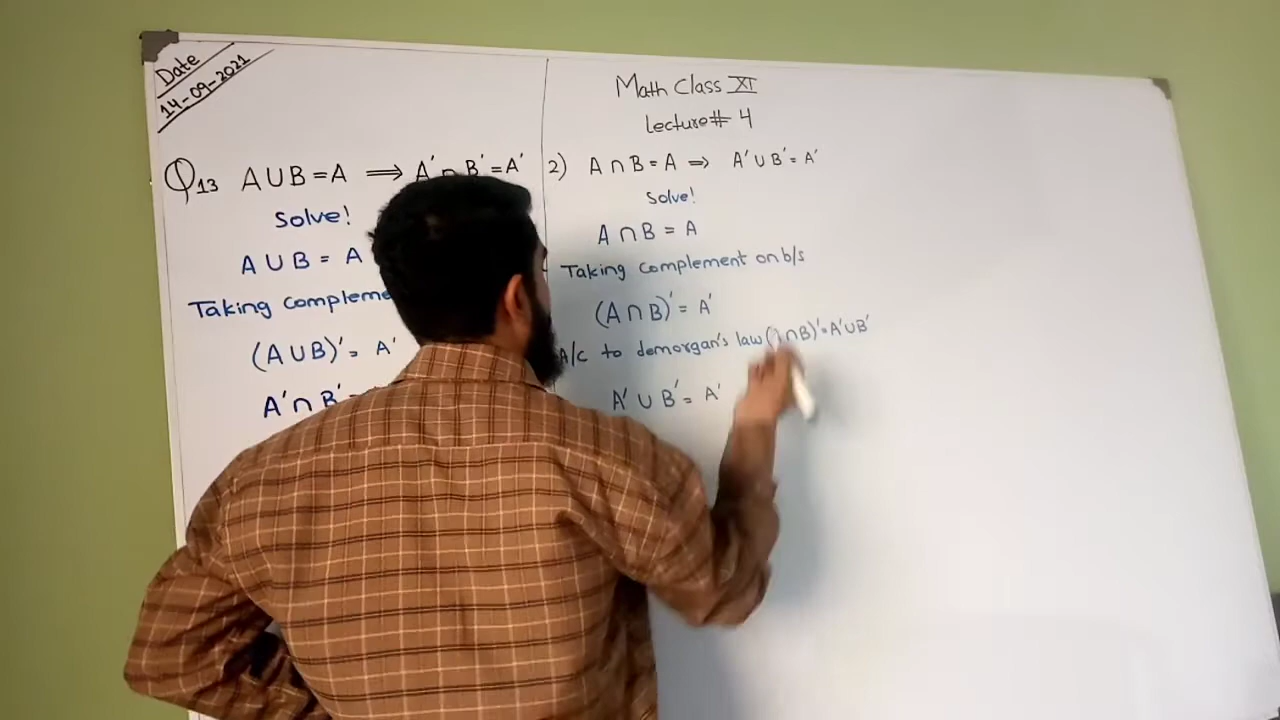 Date
14-09-2021
Math Class XI
Lecture# 4
Q13 A∪B=A ⟹ A′∩B′=A′
Solve!
A∪B = A
Taking
(A∪B)′= A′
A′∩B′=
2) A∩B=A ⟹ A′∪B′=A′
Solve!
A∩B = A
Taking complement on b/s
(A∩B)′= A′
A/C to demorgan's law (A∩B)′=A′∪B′
A′∪B′= A′